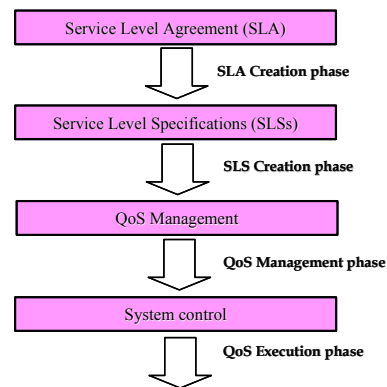 Service Level Agreement (SLA)
SLA Creation phase
Service Level Specifications (SLSs)
SLS Creation phase
QoS Management
QoS Management phase
System control
QoS Execution phase